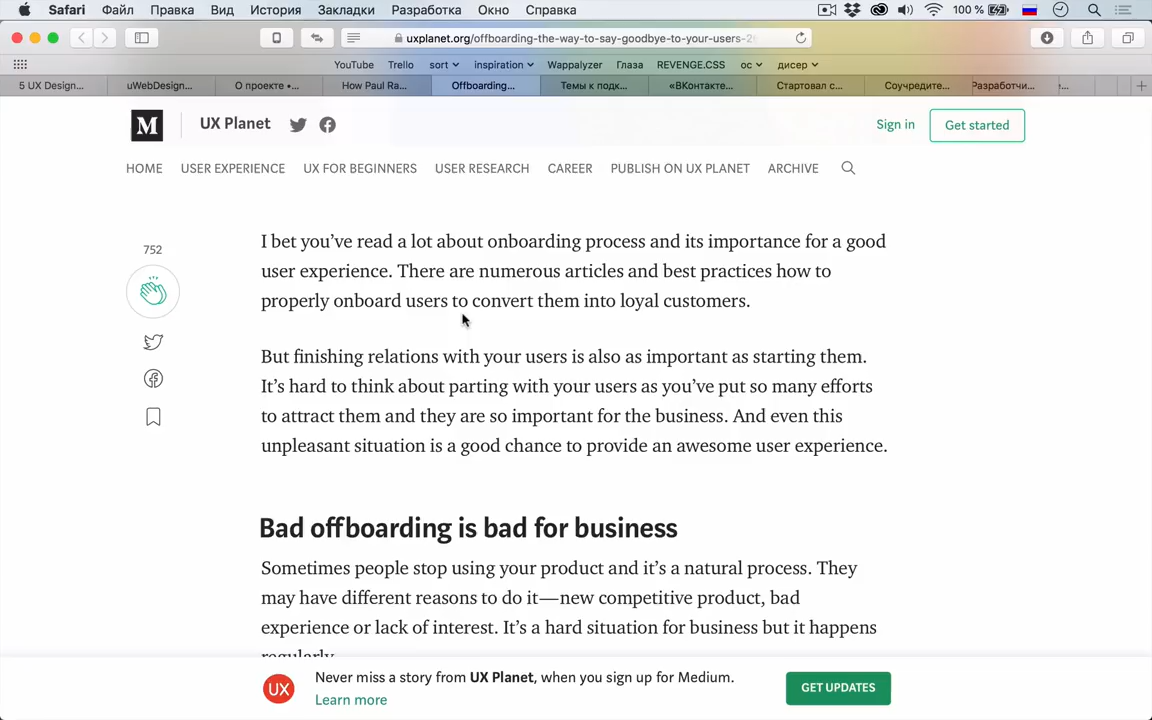 Safari Файл Правка Вид История Закладки Разработка Окно Справка 100 %
uxplanet.org/offboarding-the-way-to-say-goodbye-to-your-users-2
YouTube Trello sort inspiration Wappalyzer Глаза REVENGE.CSS ос дисер
5 UX Design... uWebDesign... О проекте •... How Paul Ra... Offboarding... Темы к подк... «ВКонтакте... Стартовал с... Соучредите... Разработчи...
M UX Planet Sign in Get started
HOME USER EXPERIENCE UX FOR BEGINNERS USER RESEARCH CAREER PUBLISH ON UX PLANET ARCHIVE
752
I bet you’ve read a lot about onboarding process and its importance for a good
user experience. There are numerous articles and best practices how to
properly onboard users to convert them into loyal customers.
But finishing relations with your users is also as important as starting them.
It’s hard to think about parting with your users as you’ve put so many efforts
to attract them and they are so important for the business. And even this
unpleasant situation is a good chance to provide an awesome user experience.
Bad offboarding is bad for business
Sometimes people stop using your product and it’s a natural process. They
may have different reasons to do it—new competitive product, bad
experience or lack of interest. It’s a hard situation for business but it happens
regularly.
UX Never miss a story from UX Planet, when you sign up for Medium.
Learn more
GET UPDATES